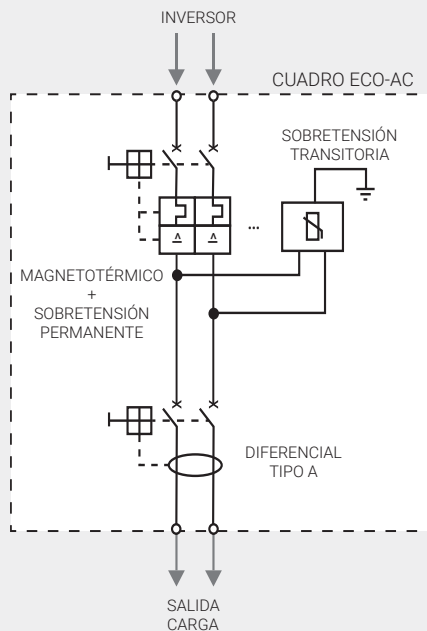 INVERSOR
CUADRO ECO-AC
SOBRETENSIÓN
TRANSITORIA
...
MAGNETOTÉRMICO
+
SOBRETENSIÓN
PERMANENTE
DIFERENCIAL
TIPO A
SALIDA
CARGA